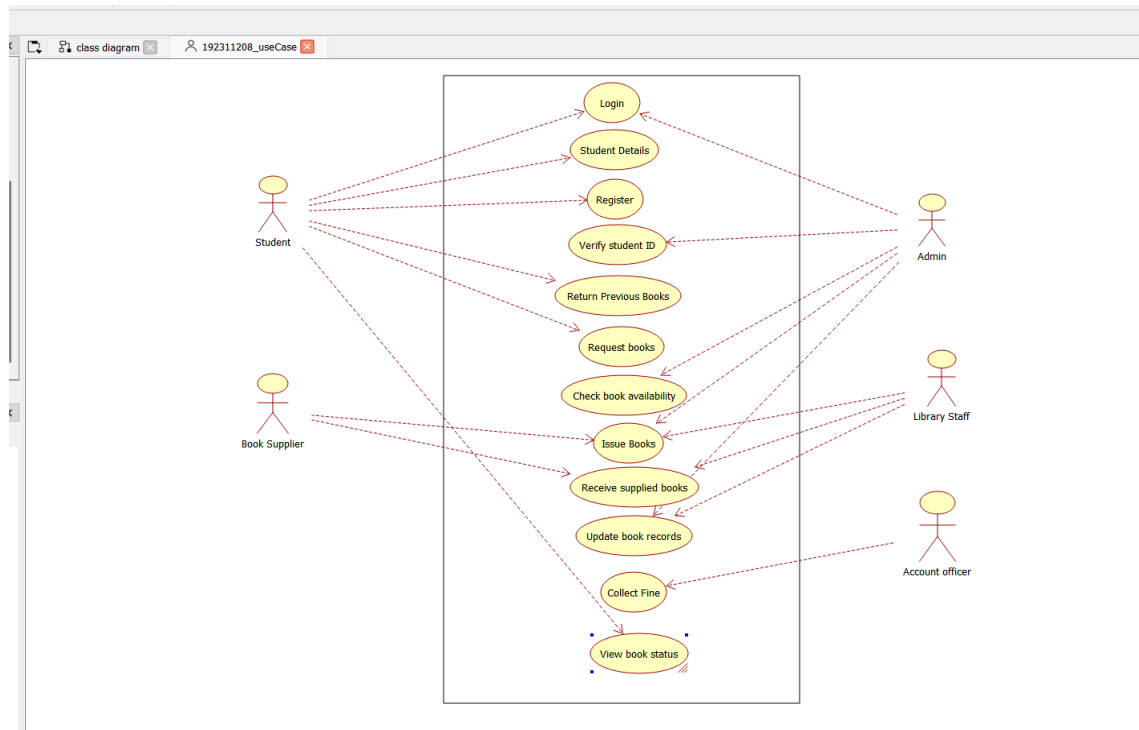 class diagram
192311208_useCase
Login
Student Details
Register
Student
Verify student ID
Admin
Return Previous Books
Request books
Check book availability
Library Staff
Book Supplier
Issue Books
Receive supplied books
Update book records
Account officer
Collect Fine
View book status